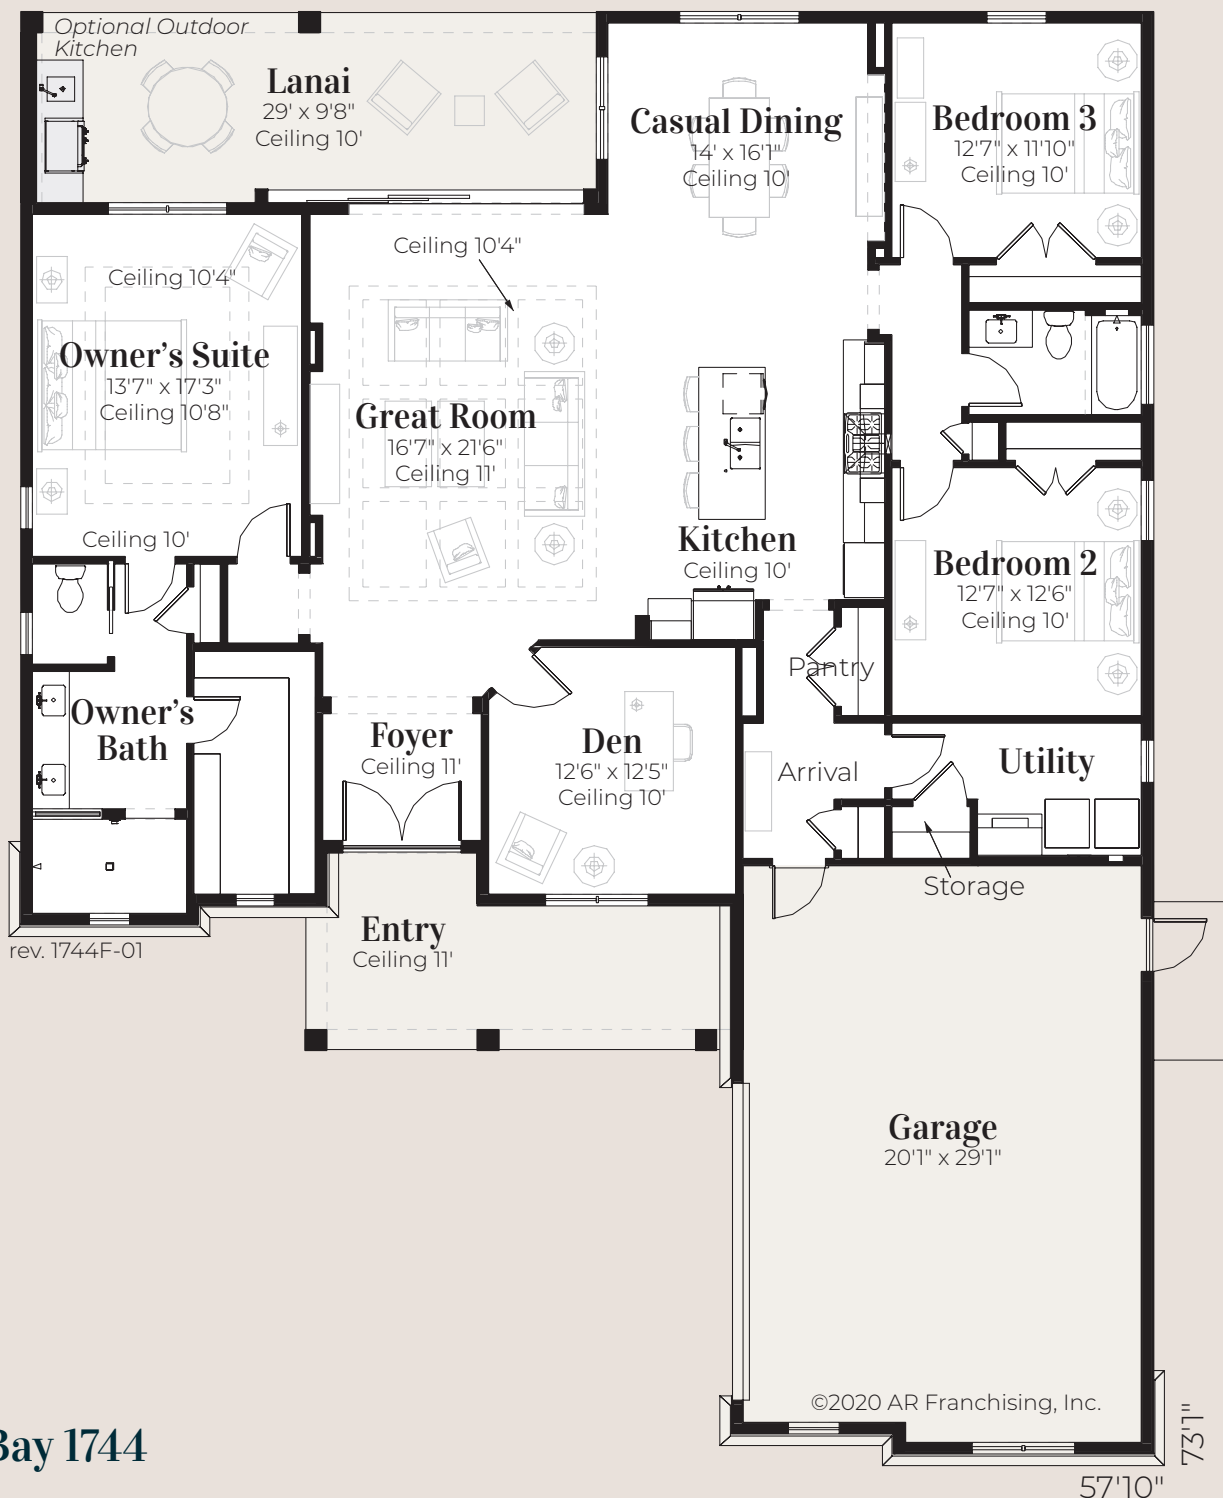 Optional Outdoor
Kitchen
Lanai
29' x 9'8"
Ceiling 10'
Casual Dining
14' x 16'1"
Ceiling 10'
Bedroom 3
12'7" x 11'10"
Ceiling 10'
Ceiling 10'4"
Ceiling 10'4"
Owner's Suite
13'7" x 17'3"
Ceiling 10'8"
Great Room
16'7" x 21'6"
Ceiling 11'
Ceiling 10'
Kitchen
Ceiling 10'
Bedroom 2
12'7" x 12'6"
Ceiling 10'
Pantry
Owner's
Bath
Foyer
Ceiling 11'
Den
12'6" x 12'5"
Ceiling 10'
Arrival
Utility
Storage
Entry
Ceiling 11'
rev. 1744F-01
Garage
20'1" x 29'1"
©2020 AR Franchising, Inc.
Bay 1744
73'1"
57'10"